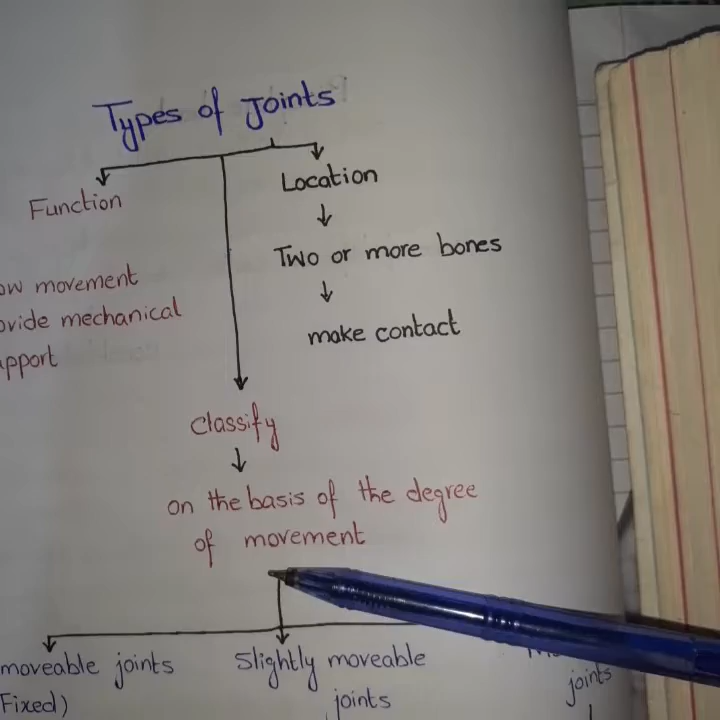 Types of Joints
Function
Location
Two or more bones
ow movement
ovide mechanical
pport
make contact
Classify
on the basis of the degree
of movement
moveable joints
Fixed)
Slightly moveable
joints
joints